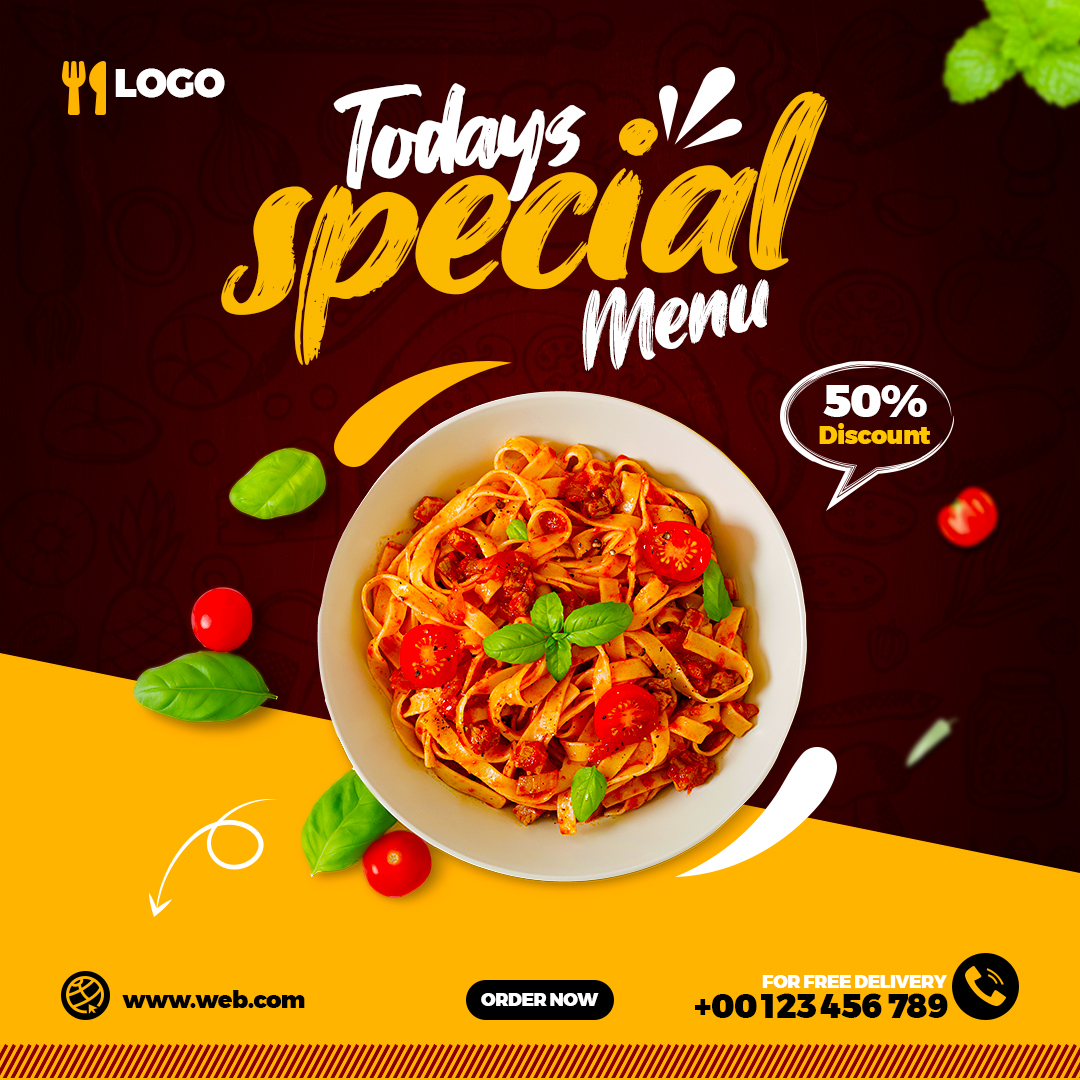 LOGO
Todays
special
Menu
50%
Discount
www.web.com
ORDER NOW
FOR FREE DELIVERY
+00 123 456 789